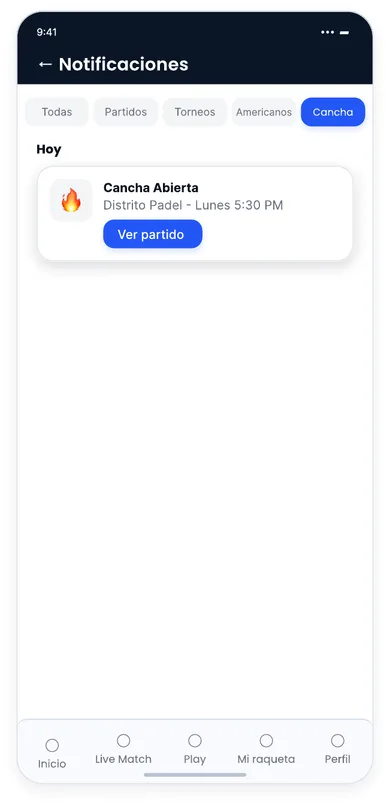 9:41
← Notificaciones
Todas Partidos Torneos Americanos Cancha
Hoy
Cancha Abierta
Distrito Padel - Lunes 5:30 PM
Ver partido
Inicio Live Match Play Mi raqueta Perfil